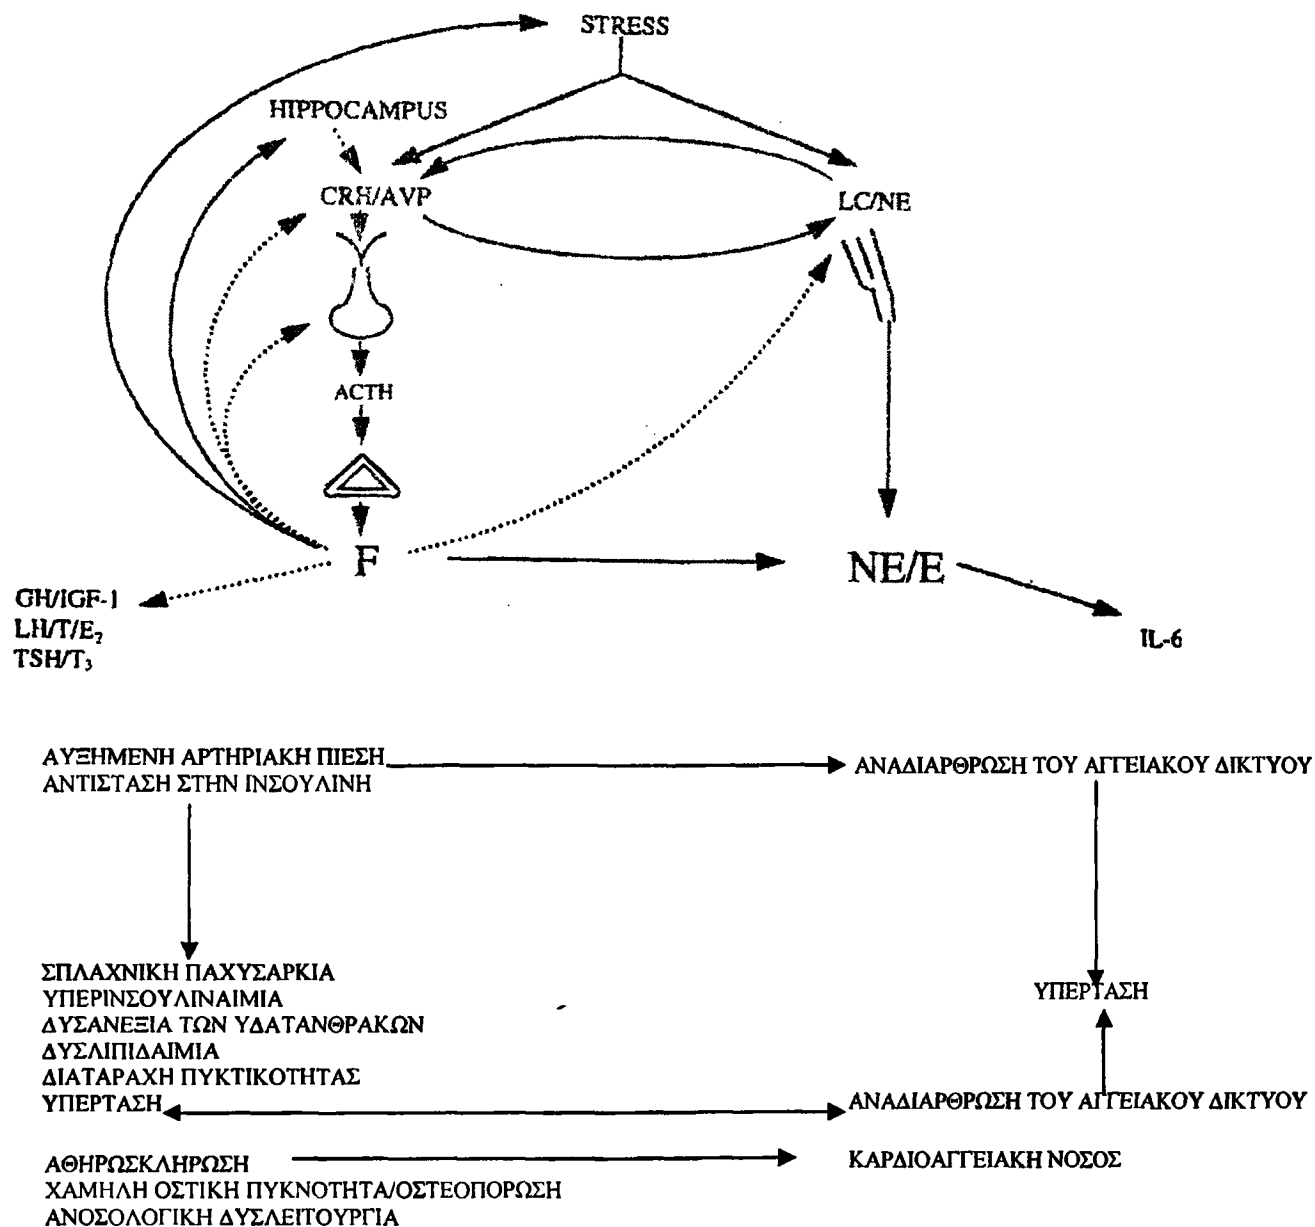 STRESS
HIPPOCAMPUS
CRH/AVP
LC/NE
ACTH
F
NE/E
GH/IGF-1
LH/T/E₂
TSH/T₃
IL-6
ΑΥΞΗΜΕΝΗ ΑΡΤΗΡΙΑΚΗ ΠΙΕΣΗ
ΑΝΤΙΣΤΑΣΗ ΣΤΗΝ ΙΝΣΟΥΛΙΝΗ
ΑΝΑΔΙΑΡΘΡΩΣΗ ΤΟΥ ΑΓΓΕΙΑΚΟΥ ΔΙΚΤΥΟΥ
ΣΠΛΑΧΝΙΚΗ ΠΑΧΥΣΑΡΚΙΑ
ΥΠΕΡΙΝΣΟΥΛΙΝΑΙΜΙΑ
ΔΥΣΑΝΕΞΙΑ ΤΩΝ ΥΔΑΤΑΝΘΡΑΚΩΝ
ΔΥΣΛΙΠΙΔΑΙΜΙΑ
ΔΙΑΤΑΡΑΧΗ ΠΥΚΤΙΚΟΤΗΤΑΣ
ΥΠΕΡΤΑΣΗ
ΥΠΕΡΤΑΣΗ
ΑΝΑΔΙΑΡΘΡΩΣΗ ΤΟΥ ΑΓΓΕΙΑΚΟΥ ΔΙΚΤΥΟΥ
ΑΘΗΡΩΣΚΛΗΡΩΣΗ
ΧΑΜΗΛΗ ΟΣΤΙΚΗ ΠΥΚΝΟΤΗΤΑ/ΟΣΤΕΟΠΟΡΩΣΗ
ΑΝΟΣΟΛΟΓΙΚΗ ΔΥΣΛΕΙΤΟΥΡΓΙΑ
ΚΑΡΔΙΟΑΓΓΕΙΑΚΗ ΝΟΣΟΣ